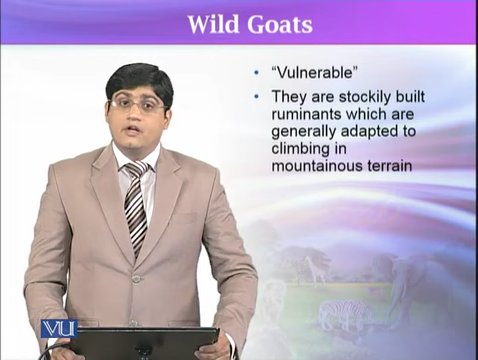 Wild Goats
• “Vulnerable”
• They are stockily built
ruminants which are
generally adapted to
climbing in
mountainous terrain
VU